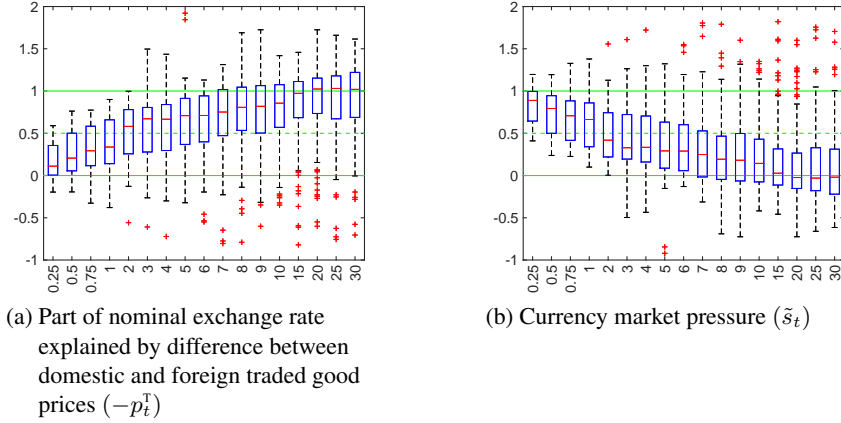 2
1.5
1
0.5
0
-0.5
-1
0.25 0.5 0.75 1 2 3 4 5 6 7 8 9 10 15 20 25 30
(a) Part of nominal exchange rate
explained by difference between
domestic and foreign traded good
prices (−pₜᵀ)
2
1.5
1
0.5
0
-0.5
-1
0.25 0.5 0.75 1 2 3 4 5 6 7 8 9 10 15 20 25 30
(b) Currency market pressure (s̃ₜ)